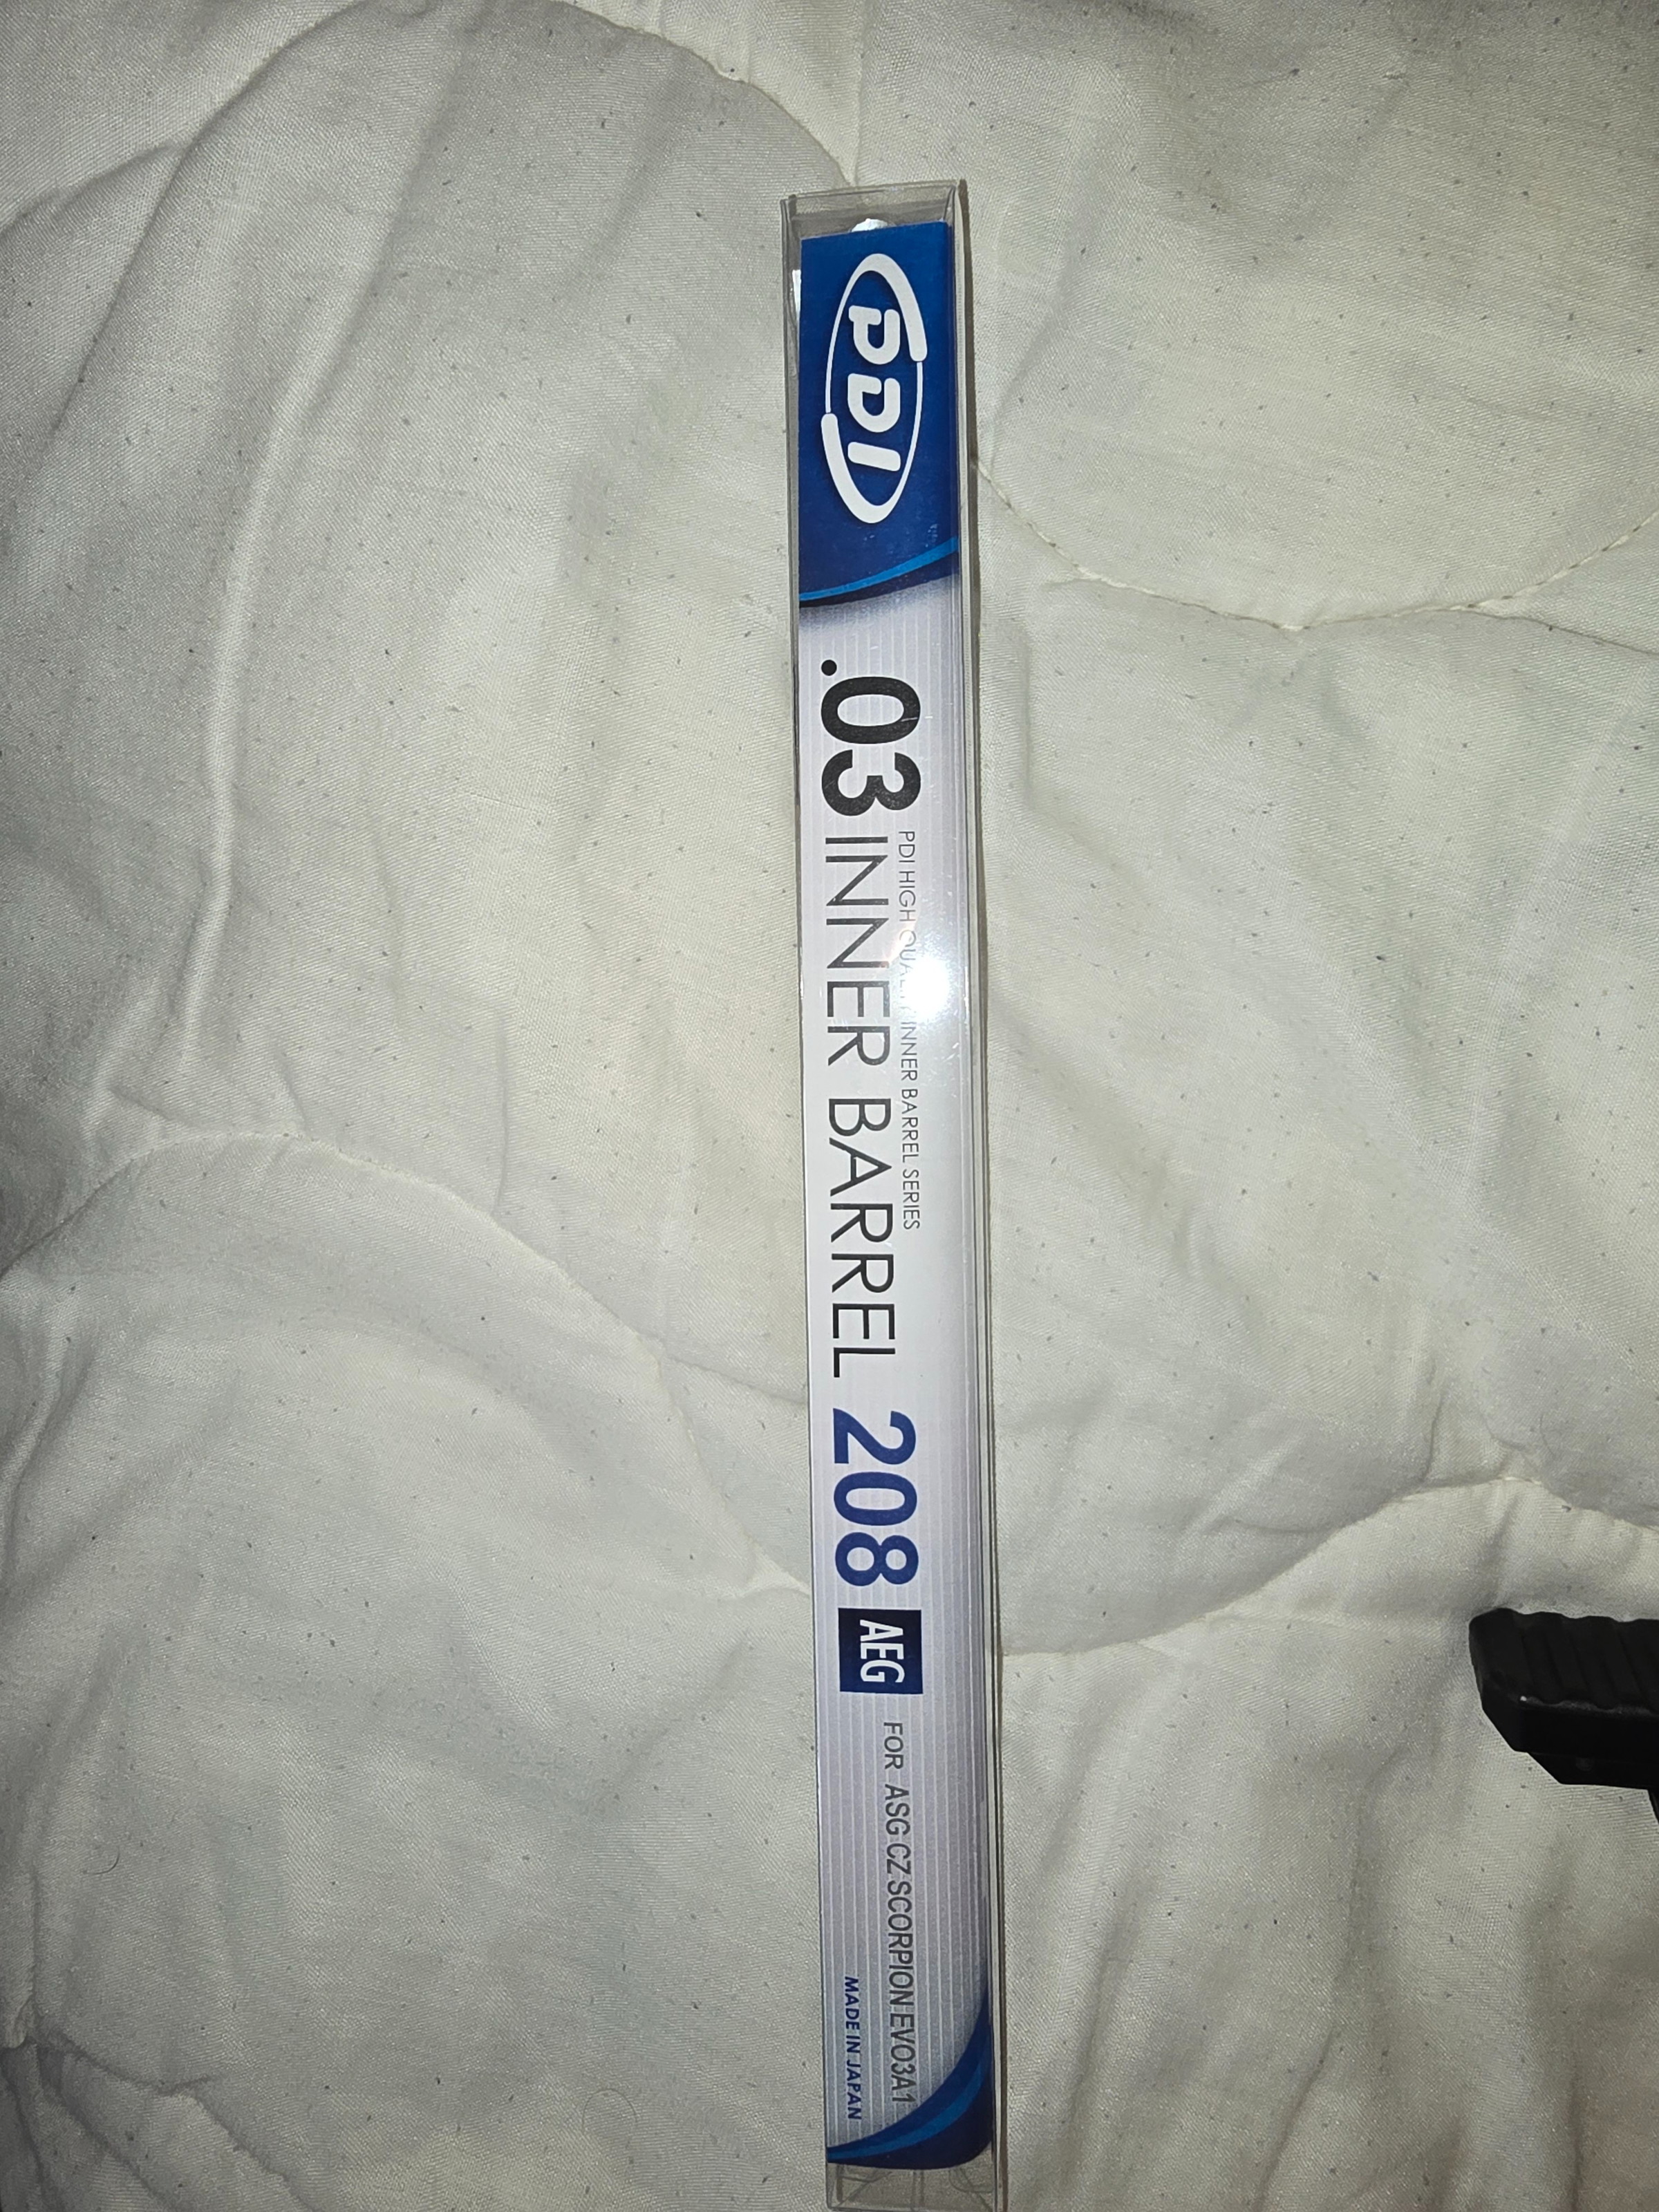 PDI
PDI HIGH INNER BARREL SERIES
.03 INNER BARREL 208 AEG
FOR ASG CZ SCORPION EVO3A1
MADE IN JAPAN